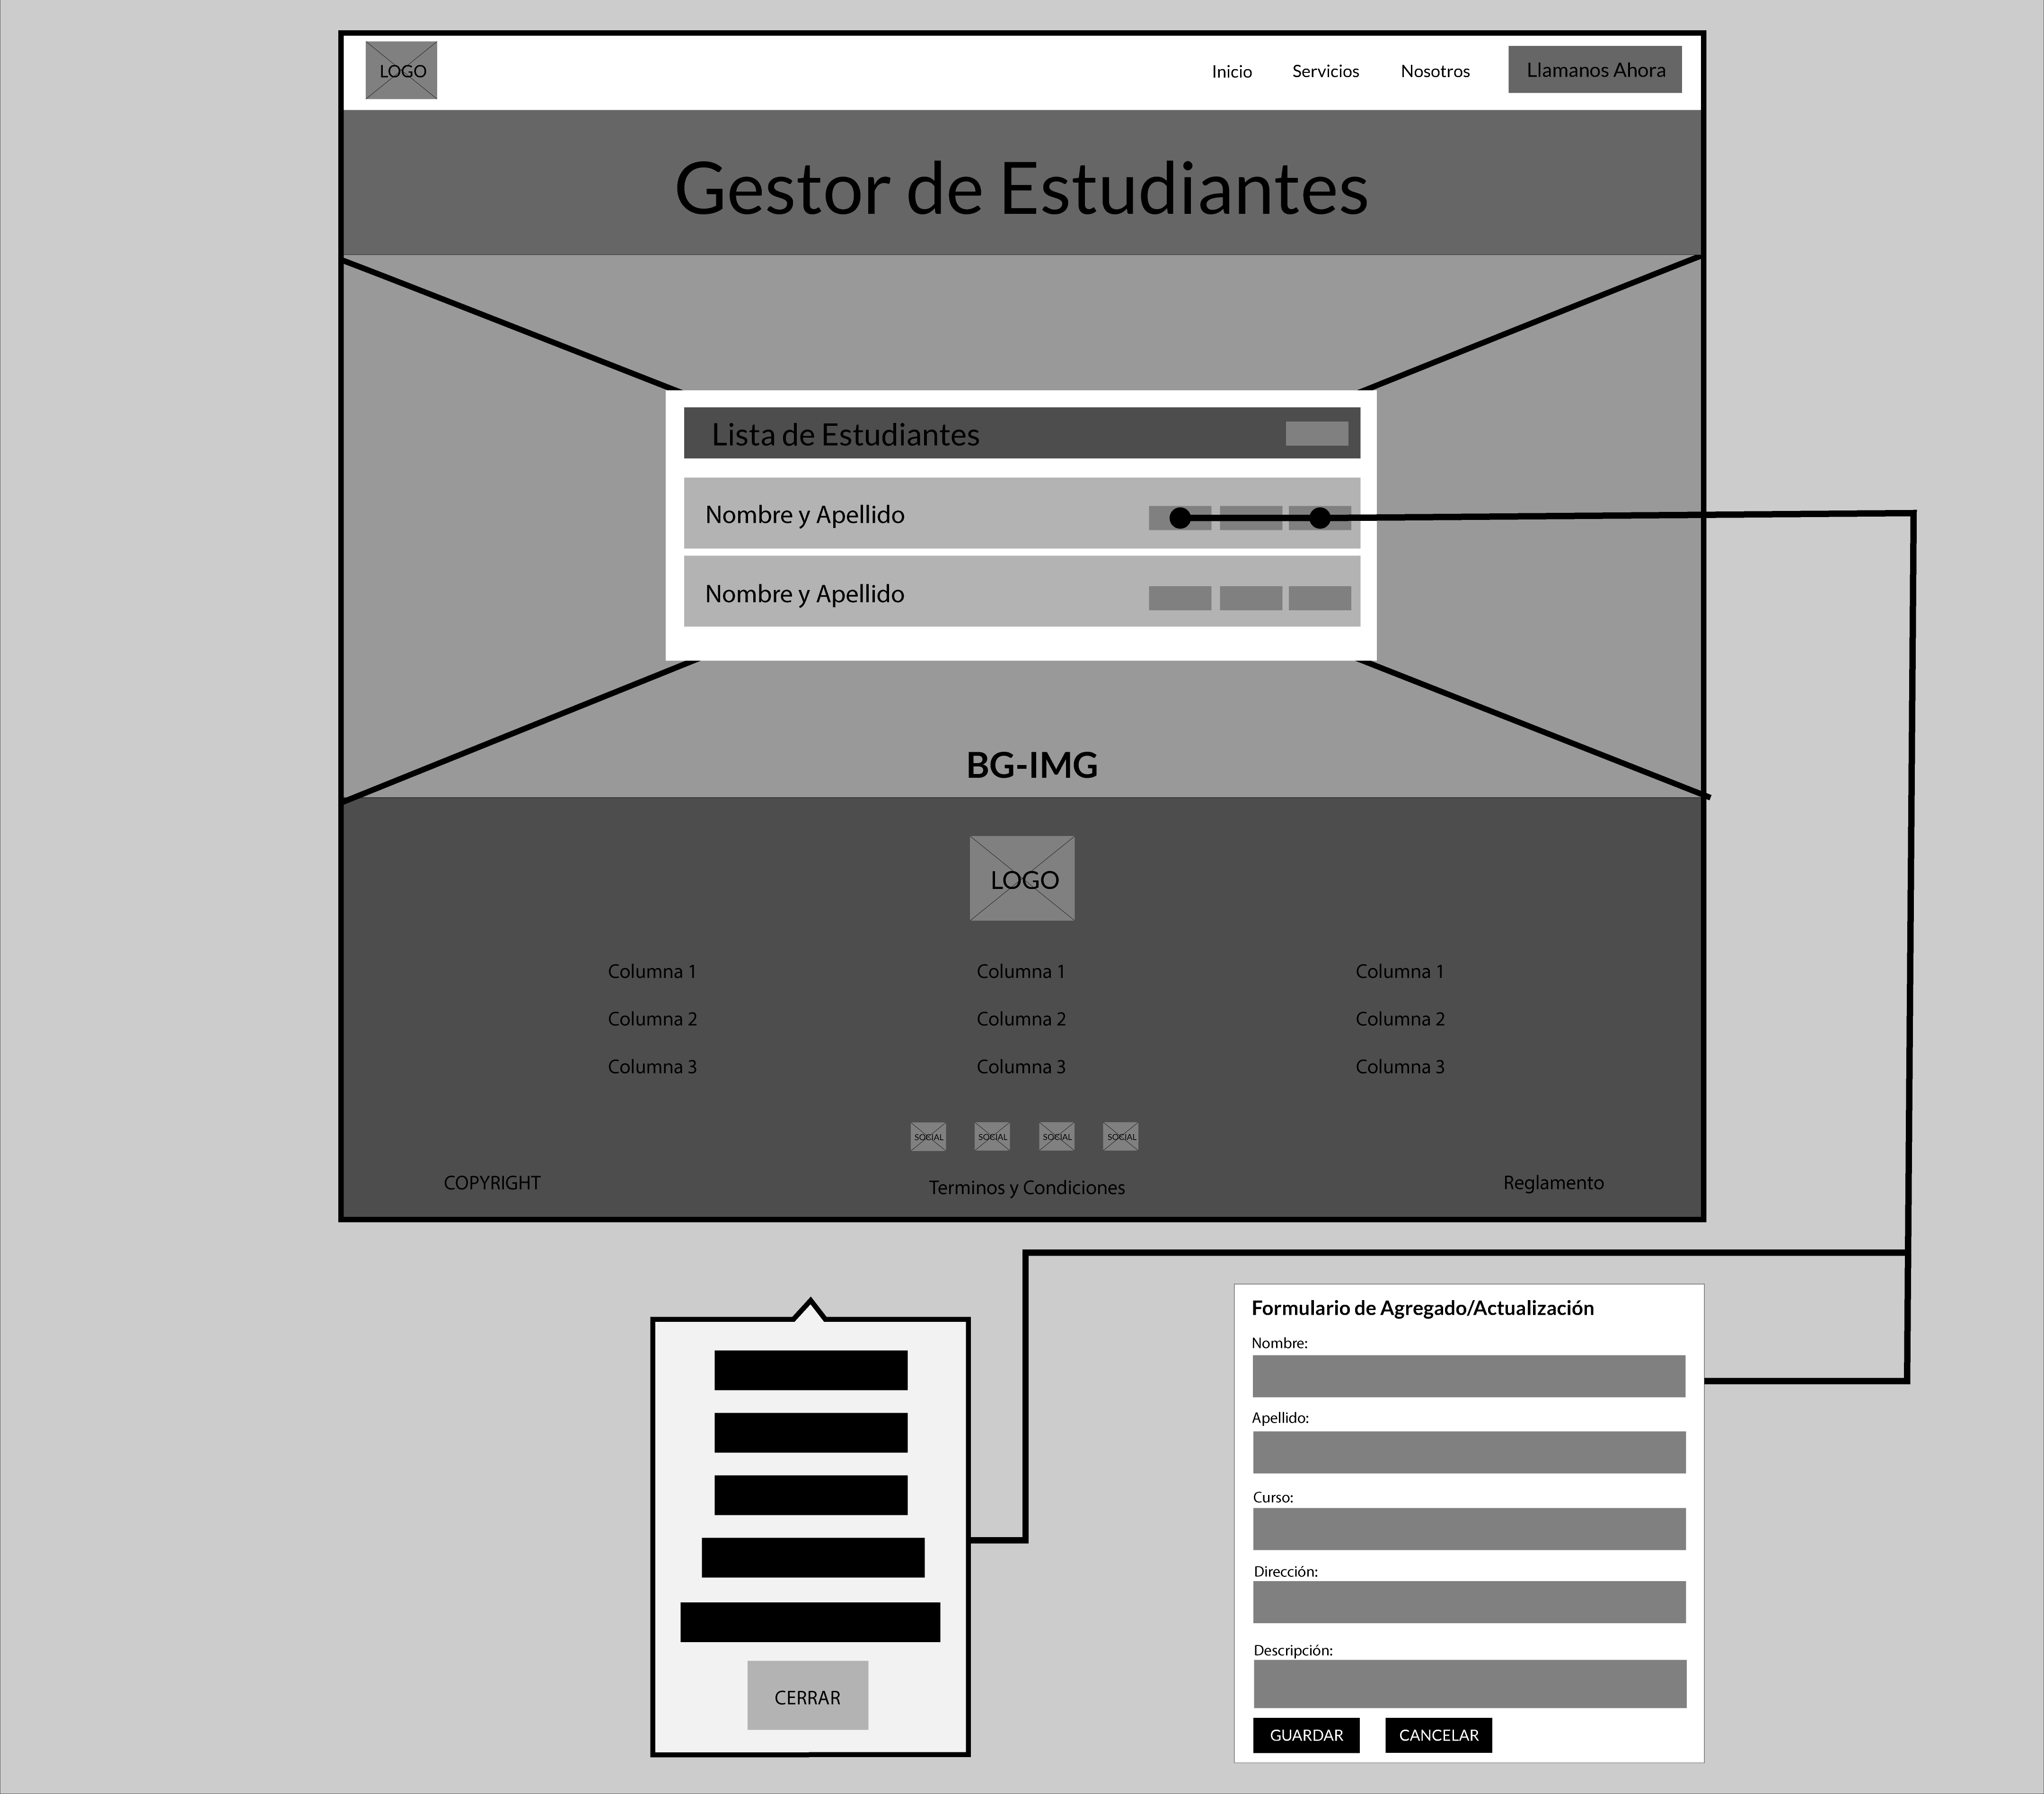 LOGO
Inicio Servicios Nosotros Llamanos Ahora
Gestor de Estudiantes
Lista de Estudiantes
Nombre y Apellido
Nombre y Apellido
BG-IMG
LOGO
Columna 1 Columna 1 Columna 1
Columna 2 Columna 2 Columna 2
Columna 3 Columna 3 Columna 3
SOCIAL SOCIAL SOCIAL SOCIAL
COPYRIGHT Terminos y Condiciones Reglamento
Formulario de Agregado/Actualización
Nombre:
Apellido:
Curso:
Dirección:
Descripción:
CERRAR
GUARDAR CANCELAR